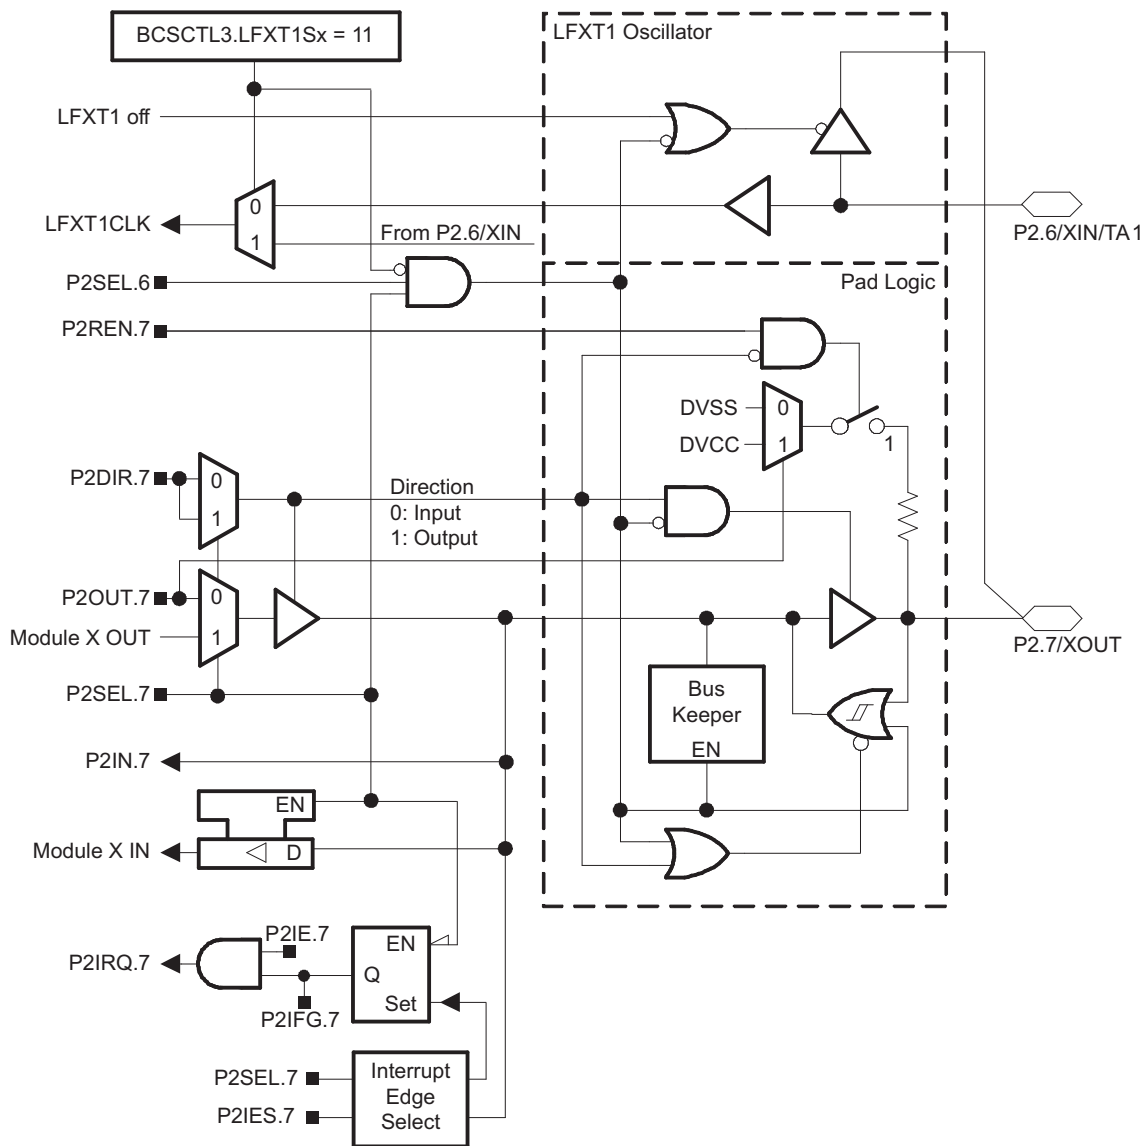 BCSCTL3.LFXT1Sx = 11
LFXT1 Oscillator
LFXT1 off
0
LFXT1CLK
1
From P2.6/XIN
P2.6/XIN/TA1
P2SEL.6
Pad Logic
P2REN.7
DVSS
0
DVCC
1
1
P2DIR.7
0
1
Direction
0: Input
1: Output
P2OUT.7
0
Module X OUT
1
P2.7/XOUT
P2SEL.7
Bus
Keeper
EN
P2IN.7
EN
Module X IN
D
P2IE.7
EN
P2IRQ.7
Q
Set
P2IFG.7
P2SEL.7
Interrupt
Edge
Select
P2IES.7